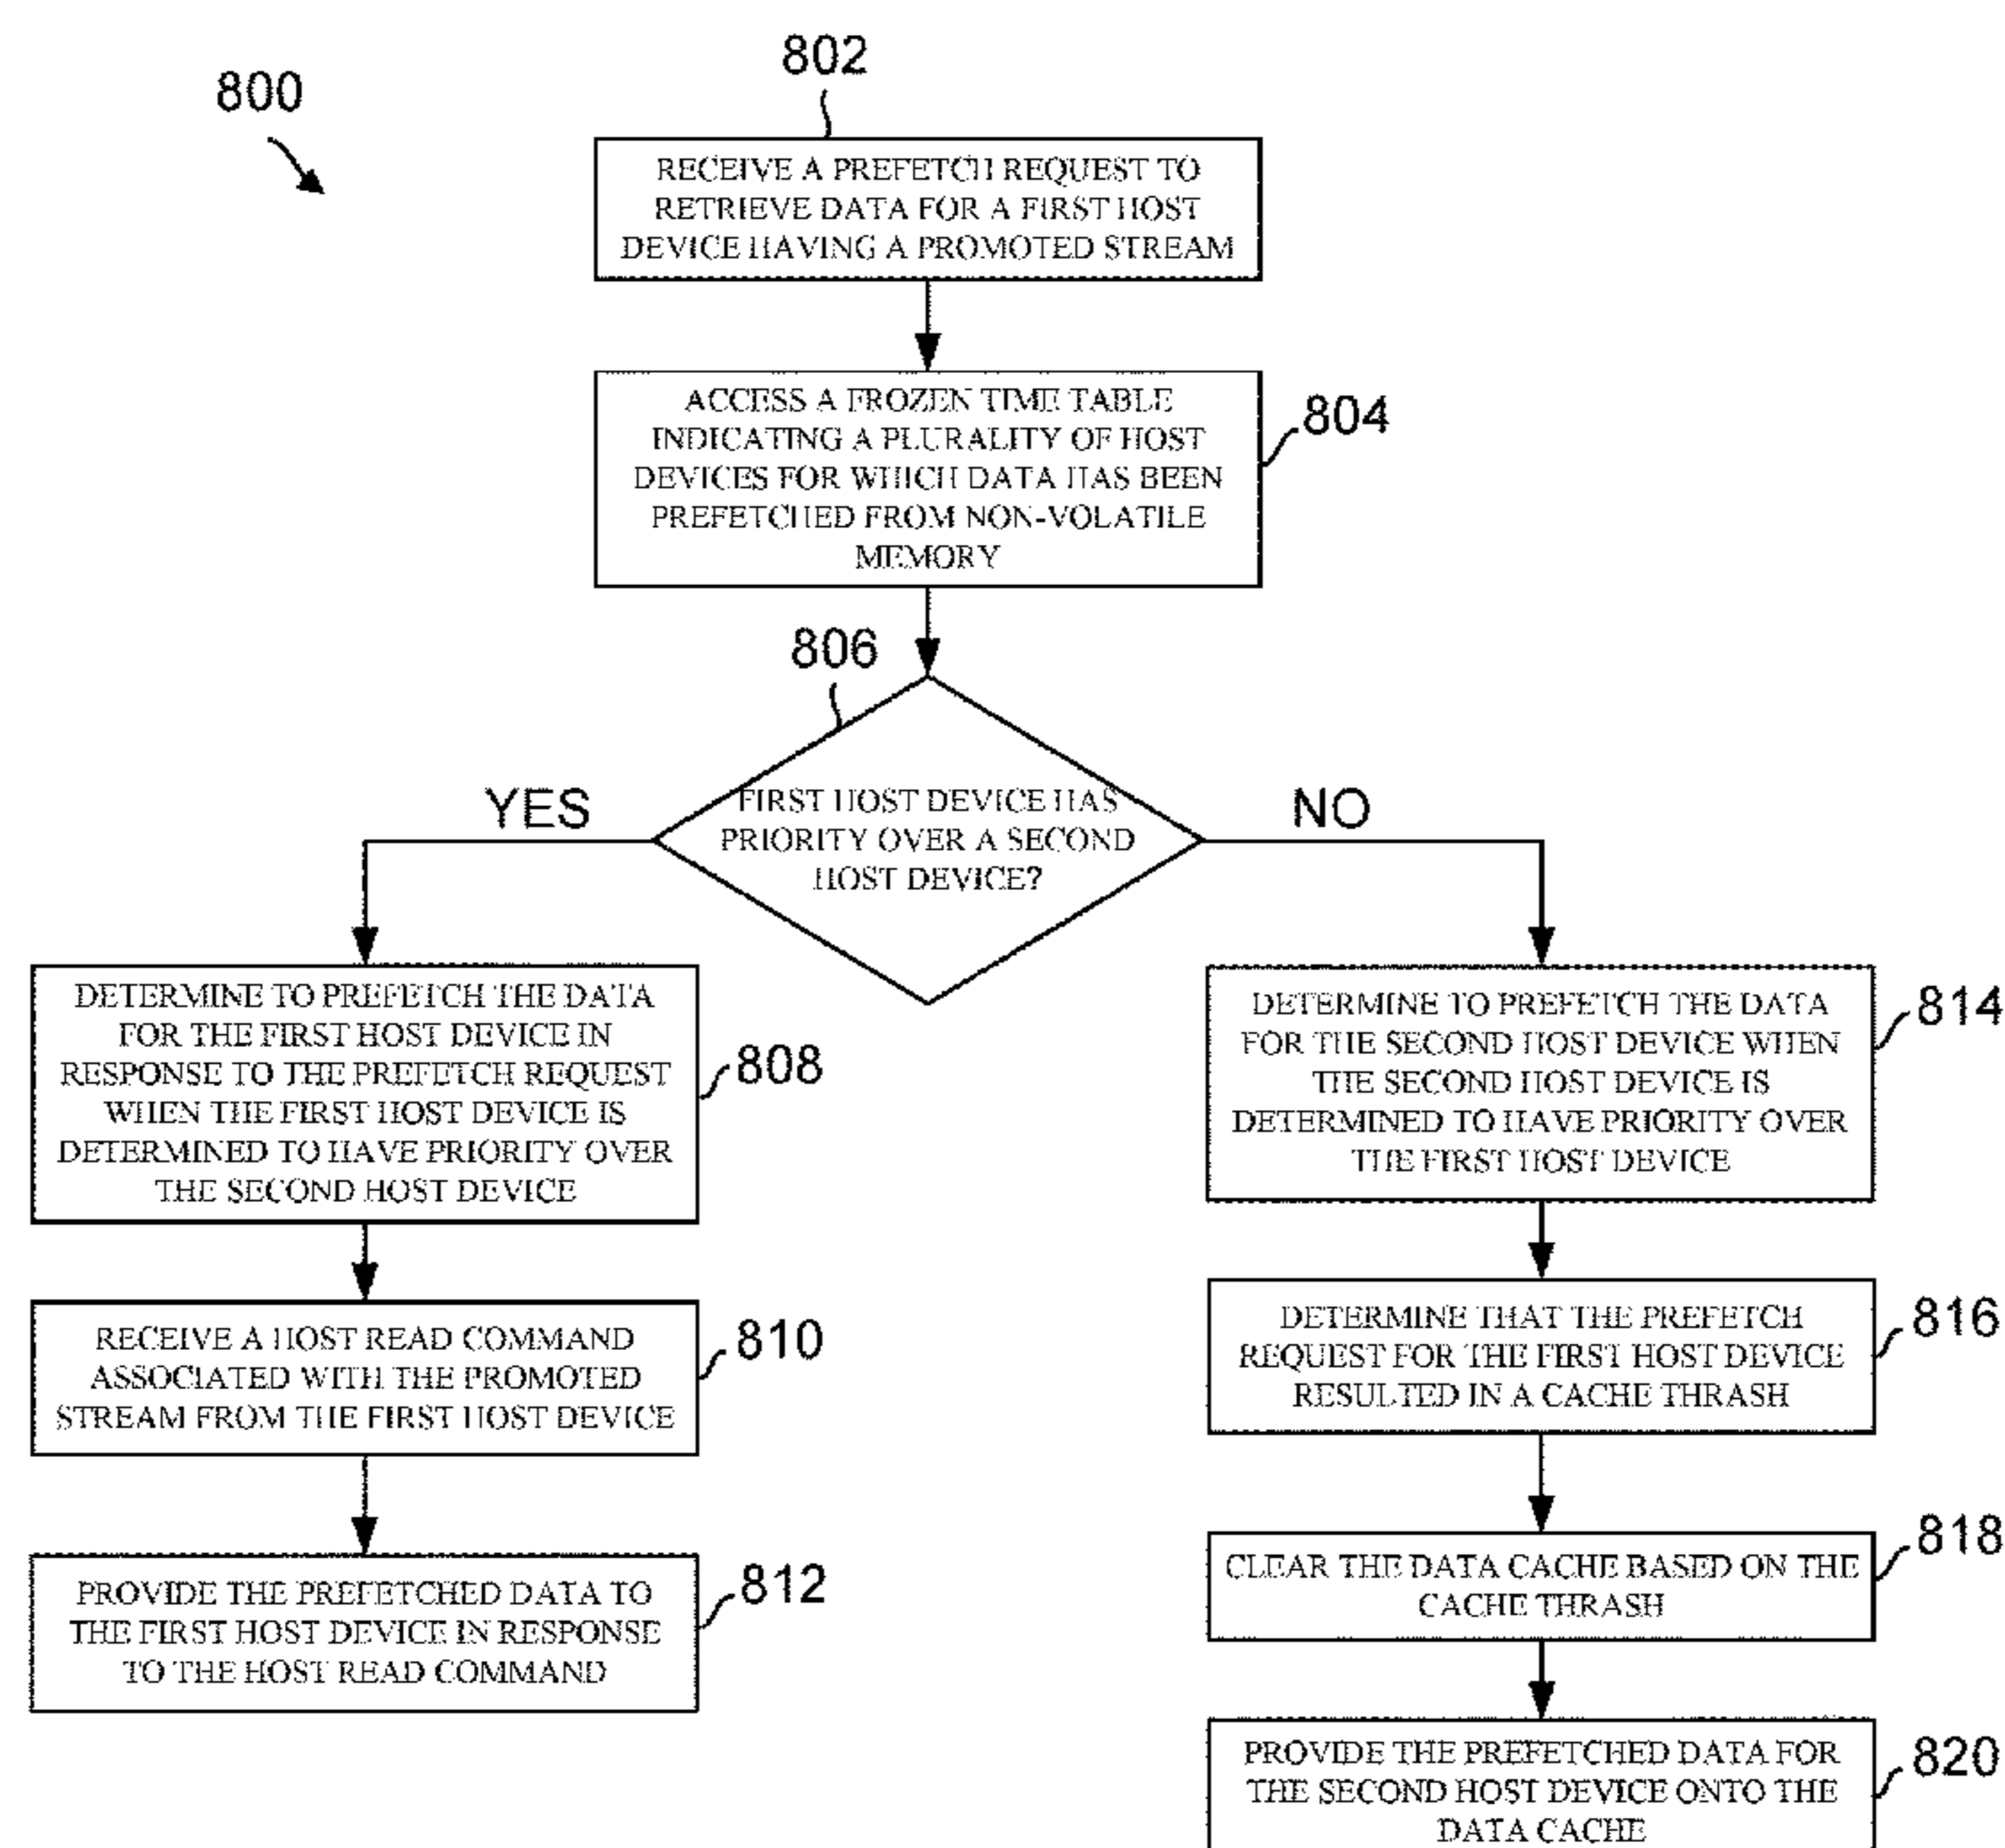 800
802
RECEIVE A PREFETCH REQUEST TO
RETRIEVE DATA FOR A FIRST HOST
DEVICE HAVING A PROMOTED STREAM
ACCESS A FROZEN TIME TABLE
INDICATING A PLURALITY OF HOST
DEVICES FOR WHICH DATA HAS BEEN
PREFETCHED FROM NON-VOLATILE
MEMORY
804
806
FIRST HOST DEVICE HAS
PRIORITY OVER A SECOND
HOST DEVICE?
YES
NO
DETERMINE TO PREFETCH THE DATA
FOR THE FIRST HOST DEVICE IN
RESPONSE TO THE PREFETCH REQUEST
WHEN THE FIRST HOST DEVICE IS
DETERMINED TO HAVE PRIORITY OVER
THE SECOND HOST DEVICE
808
RECEIVE A HOST READ COMMAND
ASSOCIATED WITH THE PROMOTED
STREAM FROM THE FIRST HOST DEVICE
810
PROVIDE THE PREFETCHED DATA TO
THE FIRST HOST DEVICE IN RESPONSE
TO THE HOST READ COMMAND
812
DETERMINE TO PREFETCH THE DATA
FOR THE SECOND HOST DEVICE WHEN
THE SECOND HOST DEVICE IS
DETERMINED TO HAVE PRIORITY OVER
THE FIRST HOST DEVICE
814
DETERMINE THAT THE PREFETCH
REQUEST FOR THE FIRST HOST DEVICE
RESULTED IN A CACHE THRASH
816
CLEAR THE DATA CACHE BASED ON THE
CACHE THRASH
818
PROVIDE THE PREFETCHED DATA FOR
THE SECOND HOST DEVICE ONTO THE
DATA CACHE
820